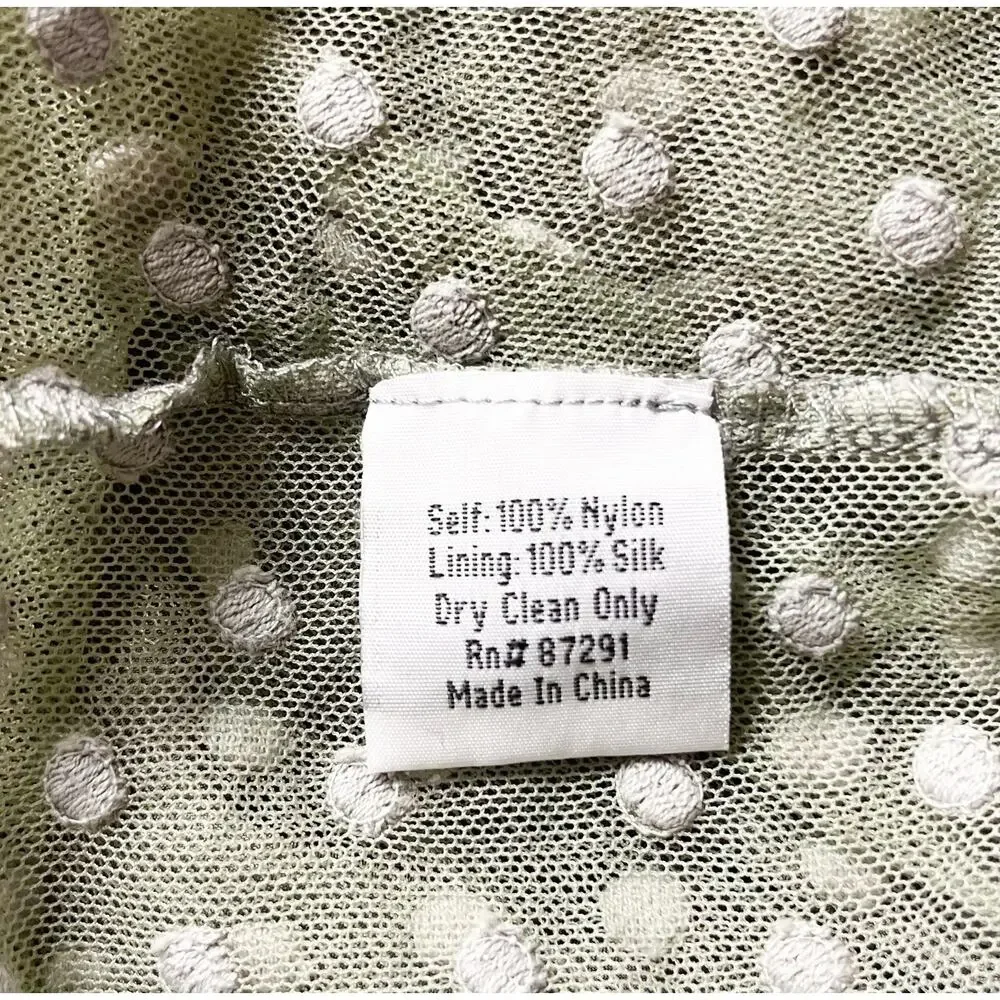 Self: 100% Nylon
Lining: 100% Silk
Dry Clean Only
Rn# 87291
Made In China